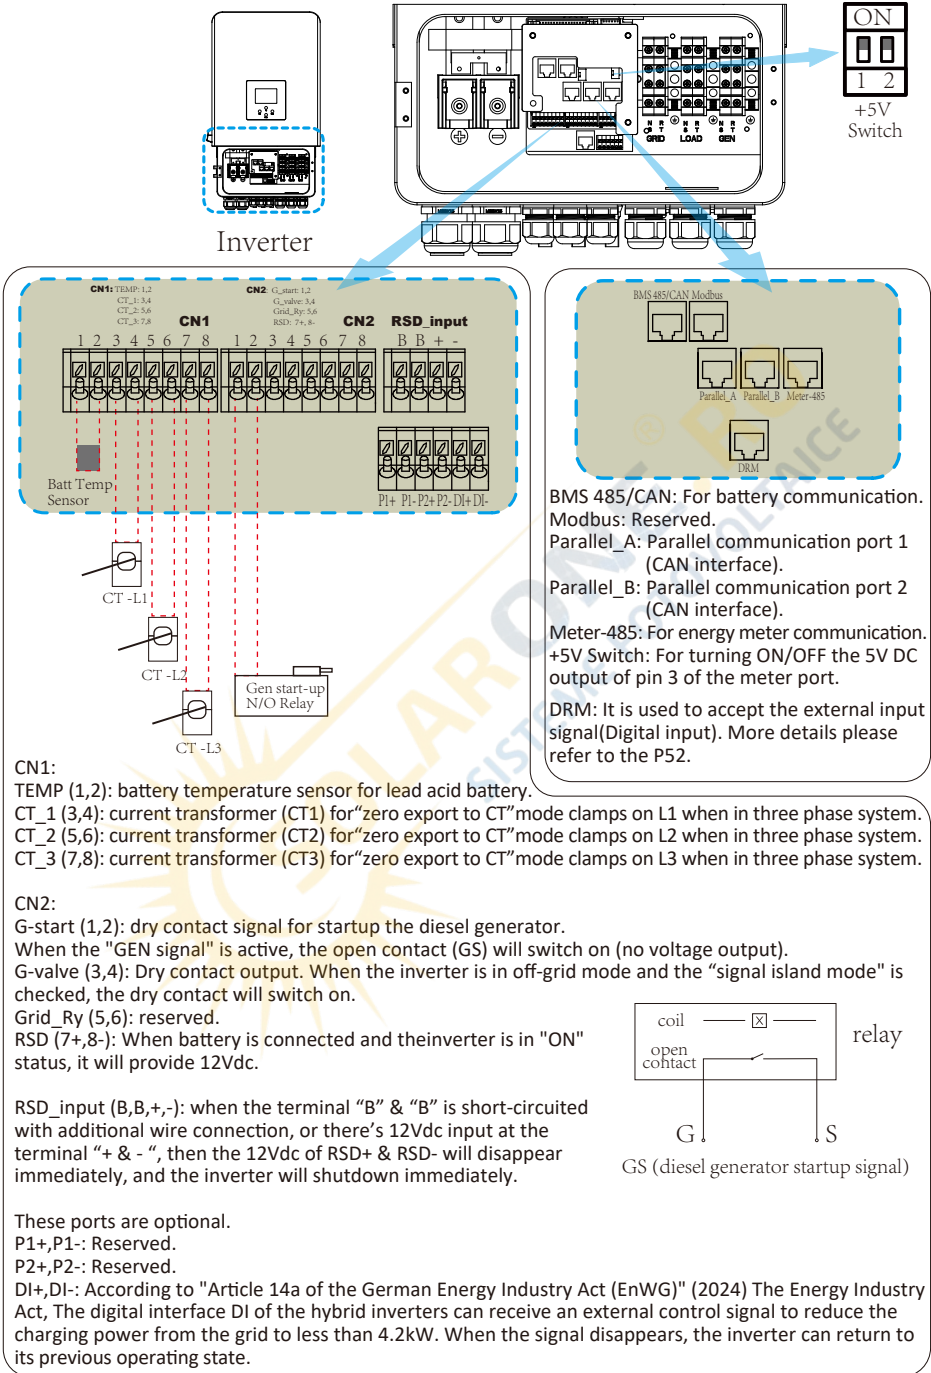 ON
1 2
+5V
Switch
N R
S T
GRID
N R
S T
LOAD
N R
S T
GEN
Inverter
CN1: TEMP: 1,2
CT_1: 3,4
CT_2: 5,6
CT_3: 7,8
CN1
CN2 G_start: 1,2
G_valve: 3,4
Grid_Ry: 5,6
RSD: 7+, 8-
CN2
RSD_input
1 2 3 4 5 6 7 8
1 2 3 4 5 6 7 8
B B + -
Batt Temp
Sensor
P1+ P1- P2+ P2- DI+ DI-
CT -L1
CT -L2
CT -L3
Gen start-up
N/O Relay
BMS 485/CAN Modbus
Parallel_A Parallel_B Meter-485
DRM
BMS 485/CAN: For battery communication.
Modbus: Reserved.
Parallel_A: Parallel communication port 1
(CAN interface).
Parallel_B: Parallel communication port 2
(CAN interface).
Meter-485: For energy meter communication.
+5V Switch: For turning ON/OFF the 5V DC
output of pin 3 of the meter port.
DRM: It is used to accept the external input
signal(Digital input). More details please
refer to the P52.
CN1:
TEMP (1,2): battery temperature sensor for lead acid battery.
CT_1 (3,4): current transformer (CT1) for“zero export to CT”mode clamps on L1 when in three phase system.
CT_2 (5,6): current transformer (CT2) for“zero export to CT”mode clamps on L2 when in three phase system.
CT_3 (7,8): current transformer (CT3) for“zero export to CT”mode clamps on L3 when in three phase system.
CN2:
G-start (1,2): dry contact signal for startup the diesel generator.
When the "GEN signal" is active, the open contact (GS) will switch on (no voltage output).
G-valve (3,4): Dry contact output. When the inverter is in off-grid mode and the “signal island mode" is
checked, the dry contact will switch on.
Grid_Ry (5,6): reserved.
RSD (7+,8-): When battery is connected and theinverter is in "ON"
status, it will provide 12Vdc.
coil
open
contact
relay
G S
GS (diesel generator startup signal)
RSD_input (B,B,+,-): when the terminal “B” & “B” is short-circuited
with additional wire connection, or there’s 12Vdc input at the
terminal “+ & - “, then the 12Vdc of RSD+ & RSD- will disappear
immediately, and the inverter will shutdown immediately.
These ports are optional.
P1+,P1-: Reserved.
P2+,P2-: Reserved.
DI+,DI-: According to "Article 14a of the German Energy Industry Act (EnWG)" (2024) The Energy Industry
Act, The digital interface DI of the hybrid inverters can receive an external control signal to reduce the
charging power from the grid to less than 4.2kW. When the signal disappears, the inverter can return to
its previous operating state.
SOLARONE.RO
SISTEME FOTOVOLTAICE
®